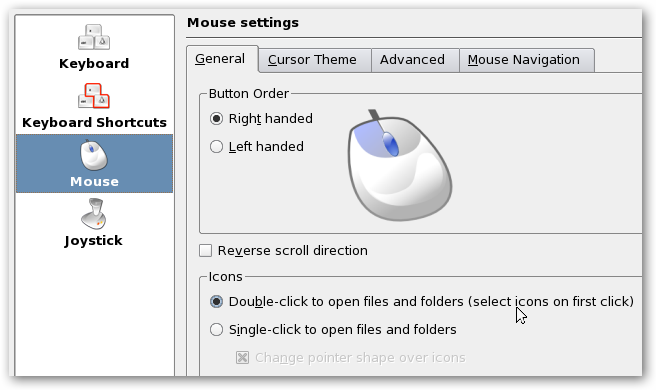 Mouse settings
Keyboard
Keyboard Shortcuts
Mouse
Joystick
General
Cursor Theme
Advanced
Mouse Navigation
Button Order
Right handed
Left handed
Reverse scroll direction
Icons
Double-click to open files and folders (select icons on first click)
Single-click to open files and folders
Change pointer shape over icons